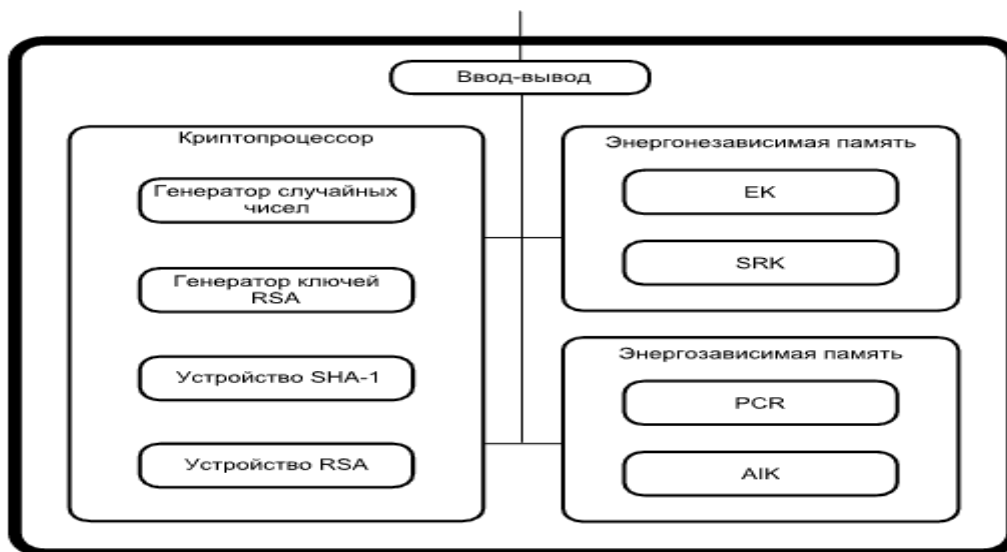 Ввод-вывод
Криптопроцессор
Генератор случайных
чисел
Генератор ключей
RSA
Устройство SHA-1
Устройство RSA
Энергонезависимая память
EK
SRK
Энергозависимая память
PCR
AIK